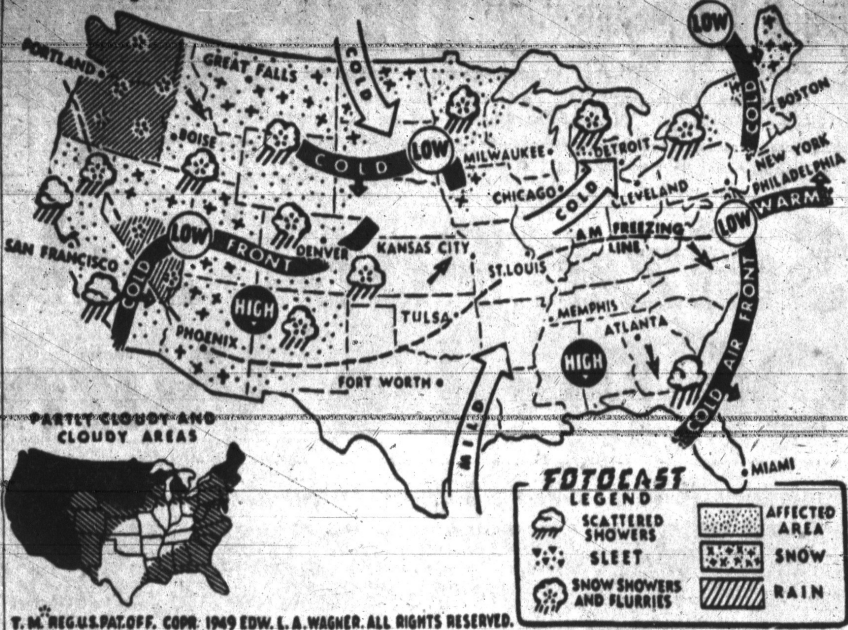 LOW
COLD
PORTLAND
GREAT FALLS
COLD
BOSTON
BOISE
COLD
LOW
MILWAUKEE
DETROIT
NEW YORK
PHILADELPHIA
CHICAGO
COLD
CLEVELAND
LOW
WARM
SAN FRANCISCO
COLD
LOW
FRONT
DENVER
KANSAS CITY
AM FREEZING
LINE
ST. LOUIS
HIGH
PHOENIX
TULSA
MEMPHIS
ATLANTA
HIGH
COLD AIR FRONT
FORT WORTH
MILD
MIAMI
PARTLY CLOUDY AND
CLOUDY AREAS
FOTOCAST
LEGEND
SCATTERED
SHOWERS
AFFECTED
AREA
SLEET
SNOW
SNOW SHOWERS
AND FLURRIES
RAIN
T. M. REG. U.S. PAT. OFF. COPR. 1949 EDW. L. A. WAGNER. ALL RIGHTS RESERVED.